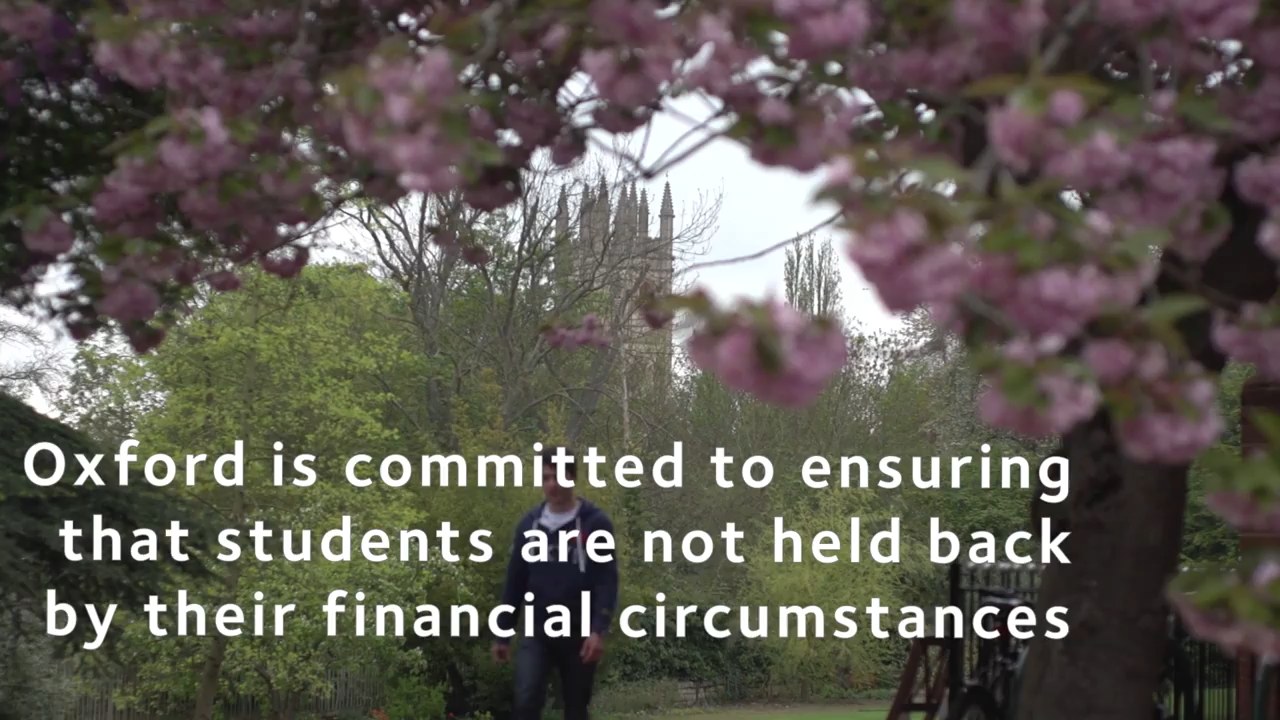 Oxford is committed to ensuring
that students are not held back
by their financial circumstances